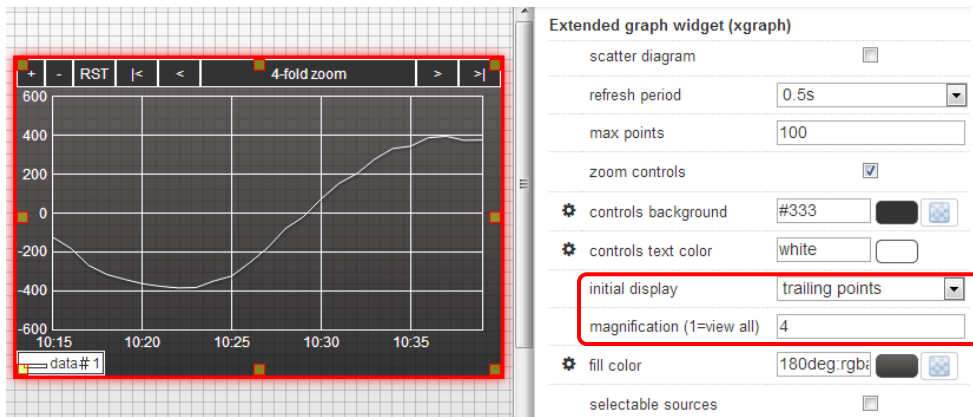 + - RST |< < 4-fold zoom > >|
600
400
200
0
-200
-400
-600
10:15 10:20 10:25 10:30 10:35
data#1
Extended graph widget (xgraph)
scatter diagram
refresh period 0.5s
max points 100
zoom controls
controls background #333
controls text color white
initial display trailing points
magnification (1=view all) 4
fill color 180deg:rgba
selectable sources